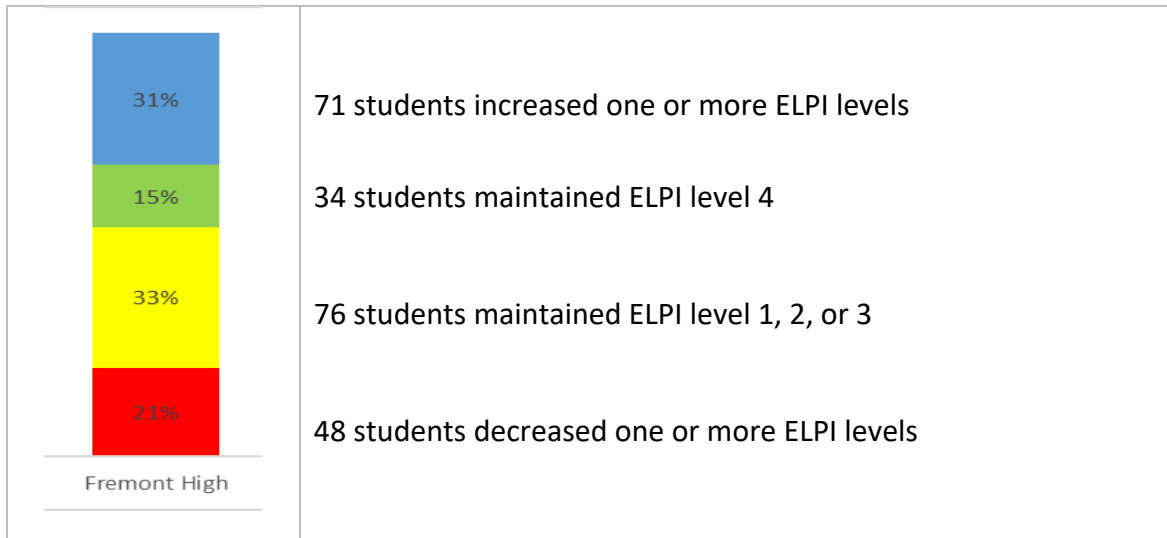 31%
71 students increased one or more ELPI levels
15%
34 students maintained ELPI level 4
33%
76 students maintained ELPI level 1, 2, or 3
21%
48 students decreased one or more ELPI levels
Fremont High